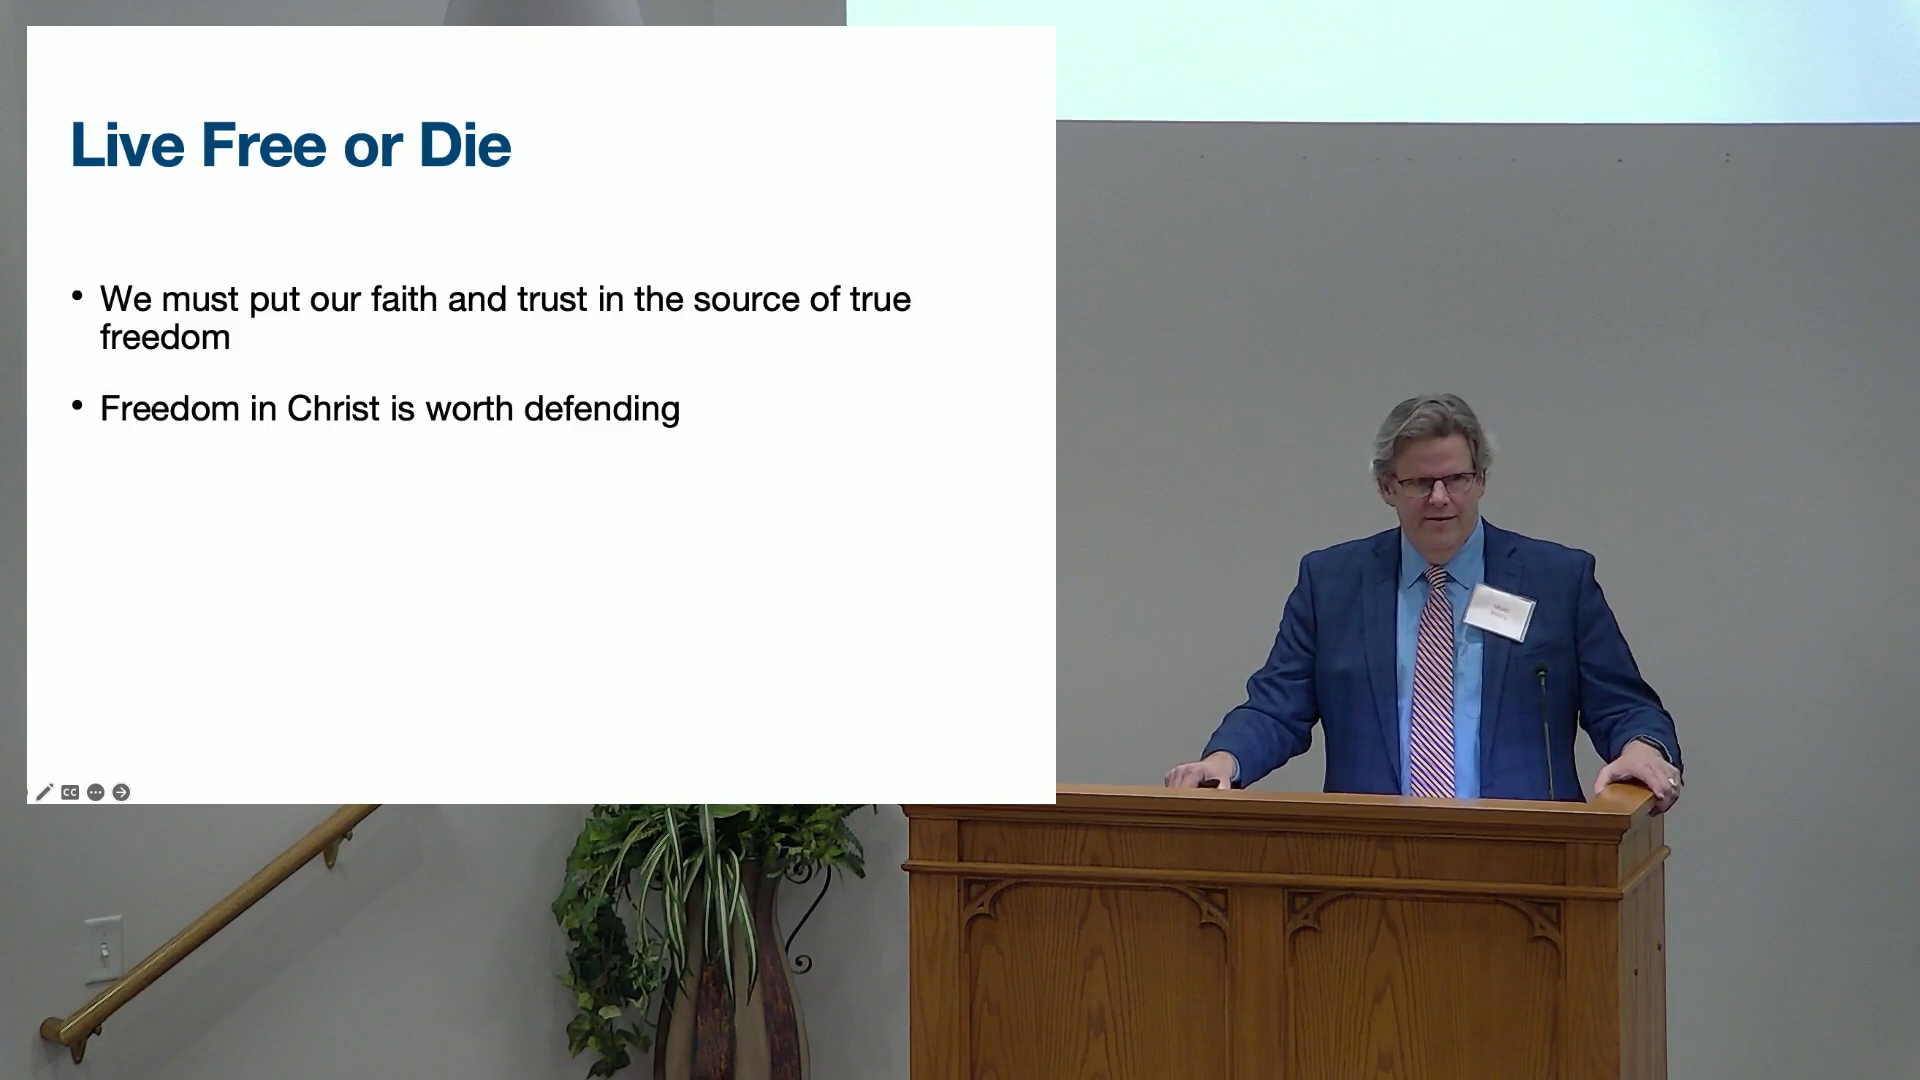 Live Free or Die
• We must put our faith and trust in the source of true
freedom
• Freedom in Christ is worth defending
CC